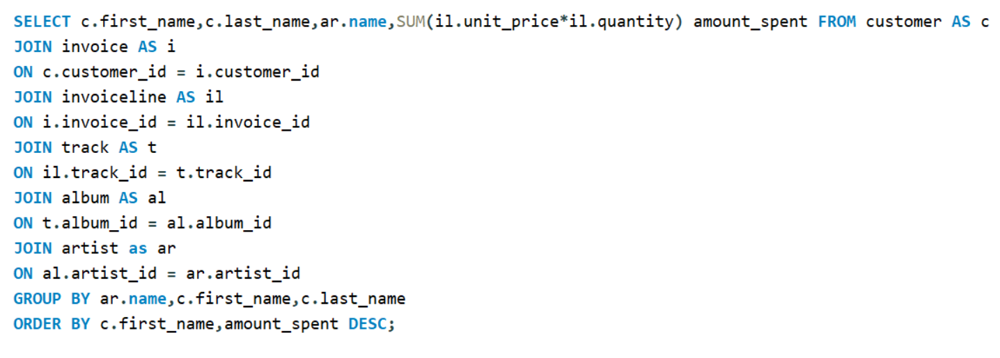 SELECT c.first_name,c.last_name,ar.name,SUM(il.unit_price*il.quantity) amount_spent FROM customer AS c
JOIN invoice AS i
ON c.customer_id = i.customer_id
JOIN invoiceline AS il
ON i.invoice_id = il.invoice_id
JOIN track AS t
ON il.track_id = t.track_id
JOIN album AS al
ON t.album_id = al.album_id
JOIN artist as ar
ON al.artist_id = ar.artist_id
GROUP BY ar.name,c.first_name,c.last_name
ORDER BY c.first_name,amount_spent DESC;